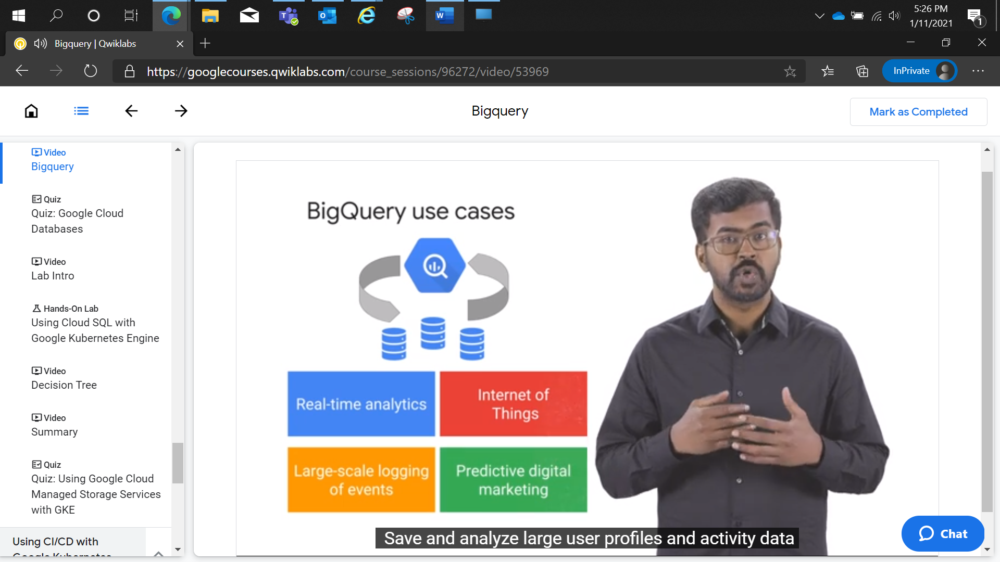 5:26 PM
1/11/2021
1
Bigquery | Qwiklabs
https://googlecourses.qwiklabs.com/course_sessions/96272/video/53969
InPrivate
Bigquery
Mark as Completed
Video
Bigquery
Quiz
Quiz: Google Cloud
Databases
Video
Lab Intro
Hands-On Lab
Using Cloud SQL with
Google Kubernetes Engine
Video
Decision Tree
Video
Summary
Quiz
Quiz: Using Google Cloud
Managed Storage Services
with GKE
Using CI/CD with
Google Kubernetes
BigQuery use cases
Real-time analytics
Internet of
Things
Large-scale logging
of events
Predictive digital
marketing
Save and analyze large user profiles and activity data
Chat